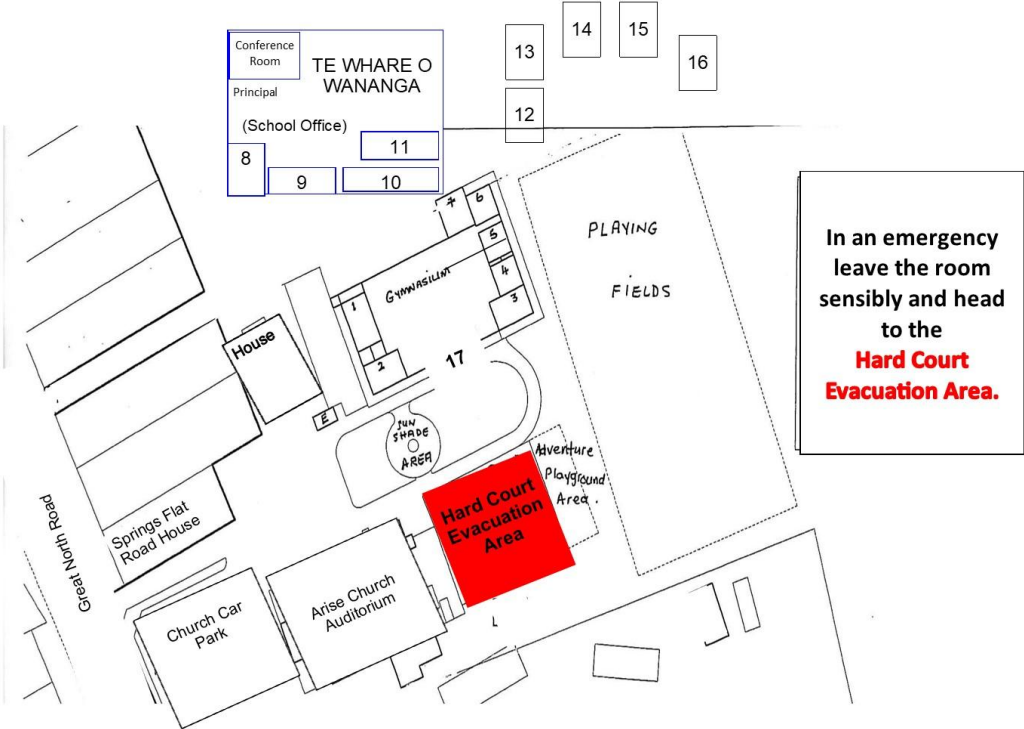 14
15
13
16
12
Conference
Room
TE WHARE O
WANANGA
Principal
(School Office)
11
8
9
10
7
6
5
4
3
GYMNASIUM
1
2
17
PLAYING
FIELDS
House
E
SUN
SHADE
AREA
Adventure
Playground
Area.
Hard Court
Evacuation
Area
Springs Flat
Road House
Great North Road
Church Car
Park
Arise Church
Auditorium
L
In an emergency
leave the room
sensibly and head
to the
Hard Court
Evacuation Area.